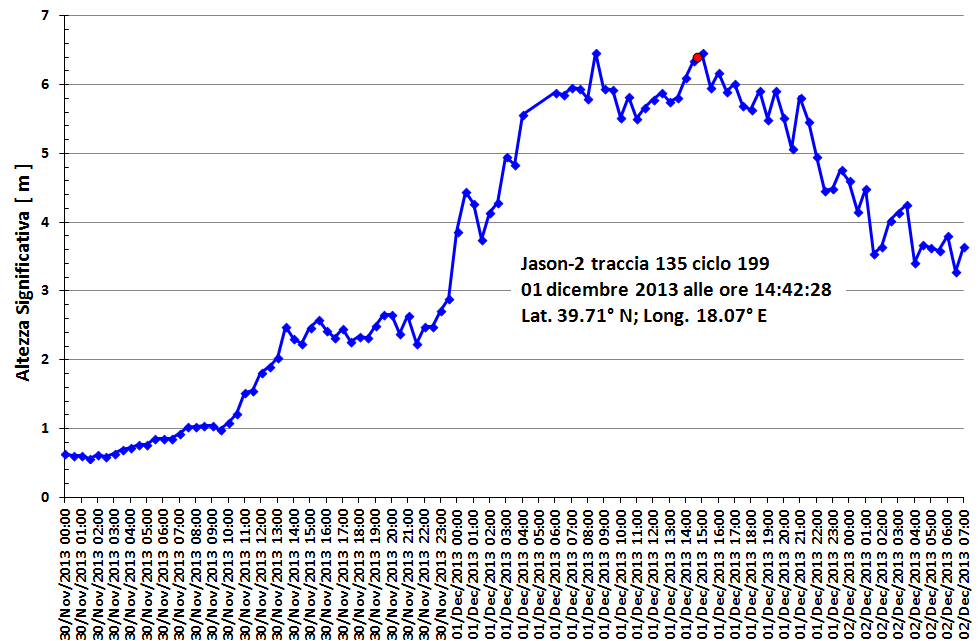 7
6
5
4
3
2
1
0
Altezza Significativa [ m ]
Jason-2 traccia 135 ciclo 199
01 dicembre 2013 alle ore 14:42:28
Lat. 39.71° N; Long. 18.07° E
30/Nov/2013 00:00
30/Nov/2013 01:00
30/Nov/2013 02:00
30/Nov/2013 03:00
30/Nov/2013 04:00
30/Nov/2013 05:00
30/Nov/2013 06:00
30/Nov/2013 07:00
30/Nov/2013 08:00
30/Nov/2013 09:00
30/Nov/2013 10:00
30/Nov/2013 11:00
30/Nov/2013 12:00
30/Nov/2013 13:00
30/Nov/2013 14:00
30/Nov/2013 15:00
30/Nov/2013 16:00
30/Nov/2013 17:00
30/Nov/2013 18:00
30/Nov/2013 19:00
30/Nov/2013 20:00
30/Nov/2013 21:00
30/Nov/2013 22:00
30/Nov/2013 23:00
01/Dec/2013 00:00
01/Dec/2013 01:00
01/Dec/2013 02:00
01/Dec/2013 03:00
01/Dec/2013 04:00
01/Dec/2013 05:00
01/Dec/2013 06:00
01/Dec/2013 07:00
01/Dec/2013 08:00
01/Dec/2013 09:00
01/Dec/2013 10:00
01/Dec/2013 11:00
01/Dec/2013 12:00
01/Dec/2013 13:00
01/Dec/2013 14:00
01/Dec/2013 15:00
01/Dec/2013 16:00
01/Dec/2013 17:00
01/Dec/2013 18:00
01/Dec/2013 19:00
01/Dec/2013 20:00
01/Dec/2013 21:00
01/Dec/2013 22:00
01/Dec/2013 23:00
02/Dec/2013 00:00
02/Dec/2013 01:00
02/Dec/2013 02:00
02/Dec/2013 03:00
02/Dec/2013 04:00
02/Dec/2013 05:00
02/Dec/2013 06:00
02/Dec/2013 07:00